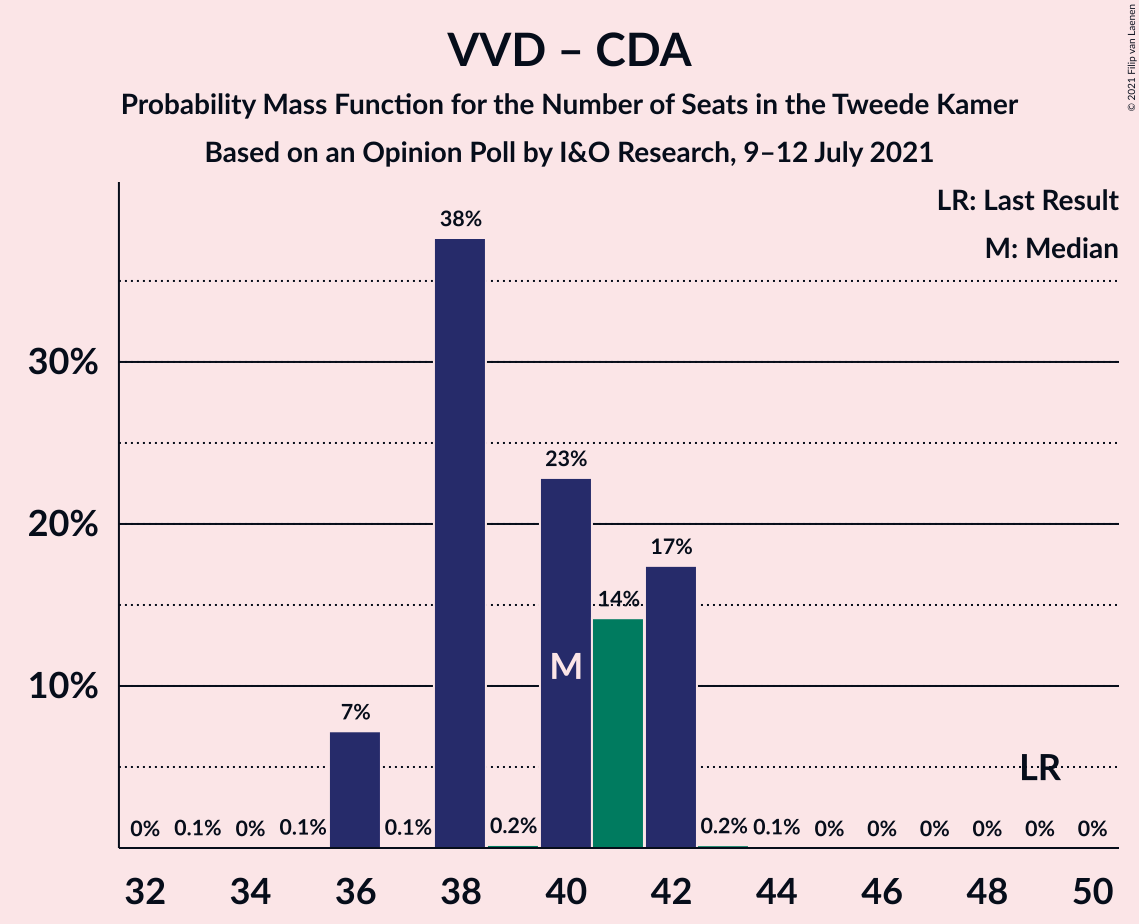 VVD – CDA
Probability Mass Function for the Number of Seats in the Tweede Kamer
Based on an Opinion Poll by I&O Research, 9–12 July 2021
© 2021 Filip van Laenen
LR: Last Result
M: Median
38%
30%
23%
20%
17%
14%
M
10%
7%
LR
0% 0.1% 0% 0.1% 0.1% 0.2% 0.2% 0.1% 0% 0% 0% 0% 0% 0%
32 34 36 38 40 42 44 46 48 50